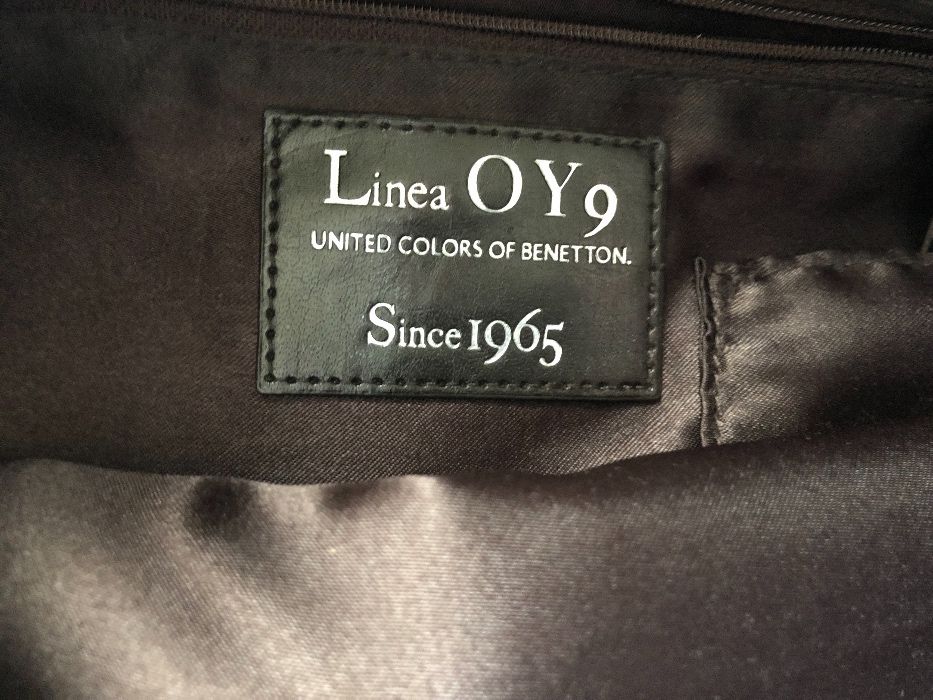 Linea OY9
UNITED COLORS OF BENETTON.
Since 1965